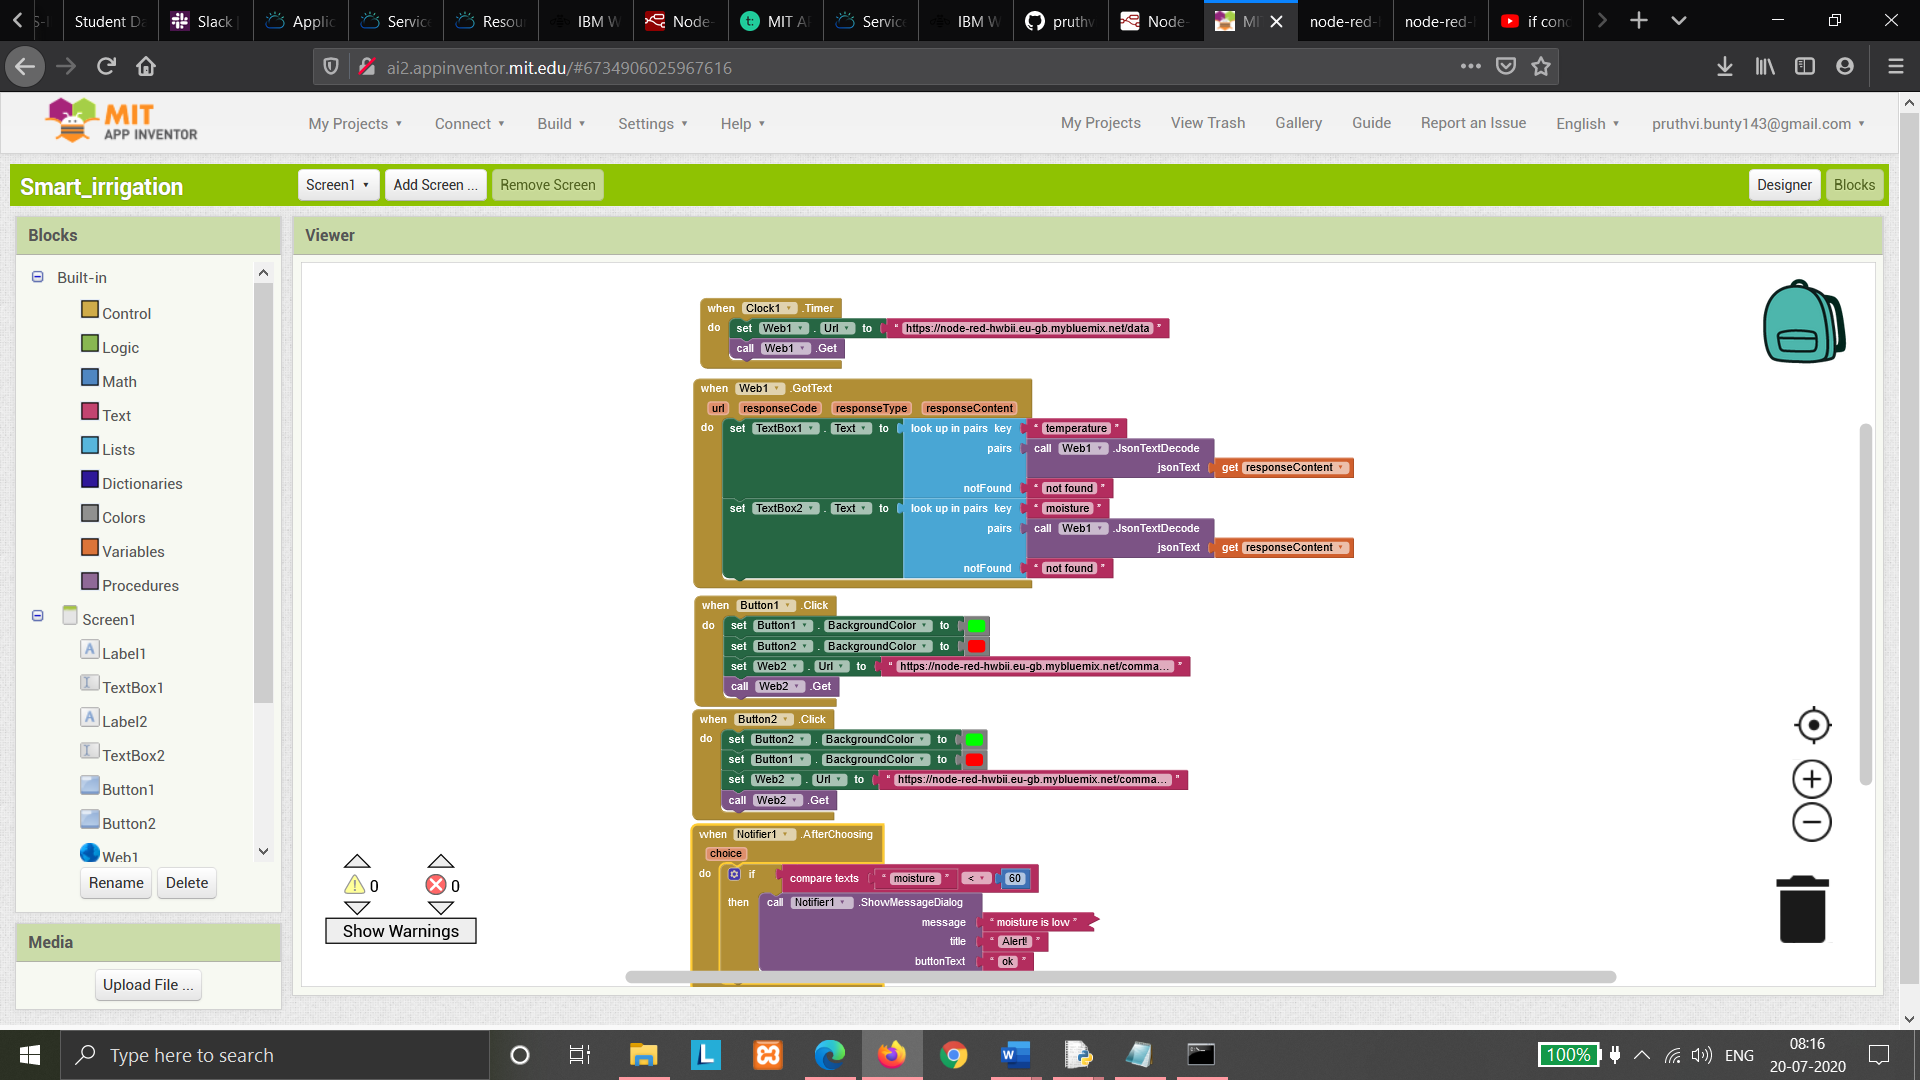 Student Da
Slack
Applic
Service
Resour
IBM W
Node-
MIT A
Service
IBM W
pruthv
Node-
MI
node-red-
node-red-
if conc
ai2.appinventor.mit.edu/#6734906025967616
MIT
APP INVENTOR
My Projects Connect Build Settings Help
My Projects View Trash Gallery Guide Report an Issue English pruthvi.bunty143@gmail.com
Smart_irrigation
Screen1 Add Screen ... Remove Screen
Designer Blocks
Blocks
Viewer
Built-in
Control
Logic
Math
Text
Lists
Dictionaries
Colors
Variables
Procedures
Screen1
Label1
TextBox1
Label2
TextBox2
Button1
Button2
Web1
Rename Delete
Media
Upload File ...
when Clock1 .Timer
do set Web1 . Url to " https://node-red-hwbii.eu-gb.mybluemix.net/data "
call Web1 .Get
when Web1 .GotText
url responseCode responseType responseContent
do set TextBox1 . Text to look up in pairs key " temperature "
pairs call Web1 .JsonTextDecode
jsonText get responseContent
notFound " not found "
set TextBox2 . Text to look up in pairs key " moisture "
pairs call Web1 .JsonTextDecode
jsonText get responseContent
notFound " not found "
when Button1 .Click
do set Button1 . BackgroundColor to
set Button2 . BackgroundColor to
set Web2 . Url to " https://node-red-hwbii.eu-gb.mybluemix.net/comma... "
call Web2 .Get
when Button2 .Click
do set Button2 . BackgroundColor to
set Button1 . BackgroundColor to
set Web2 . Url to " https://node-red-hwbii.eu-gb.mybluemix.net/comma... "
call Web2 .Get
when Notifier1 .AfterChoosing
choice
do if compare texts " moisture " < 60
then call Notifier1 .ShowMessageDialog
message " moisture is low "
title " Alert! "
buttonText " ok "
0 0
Show Warnings
Type here to search
100%
ENG
08:16
20-07-2020